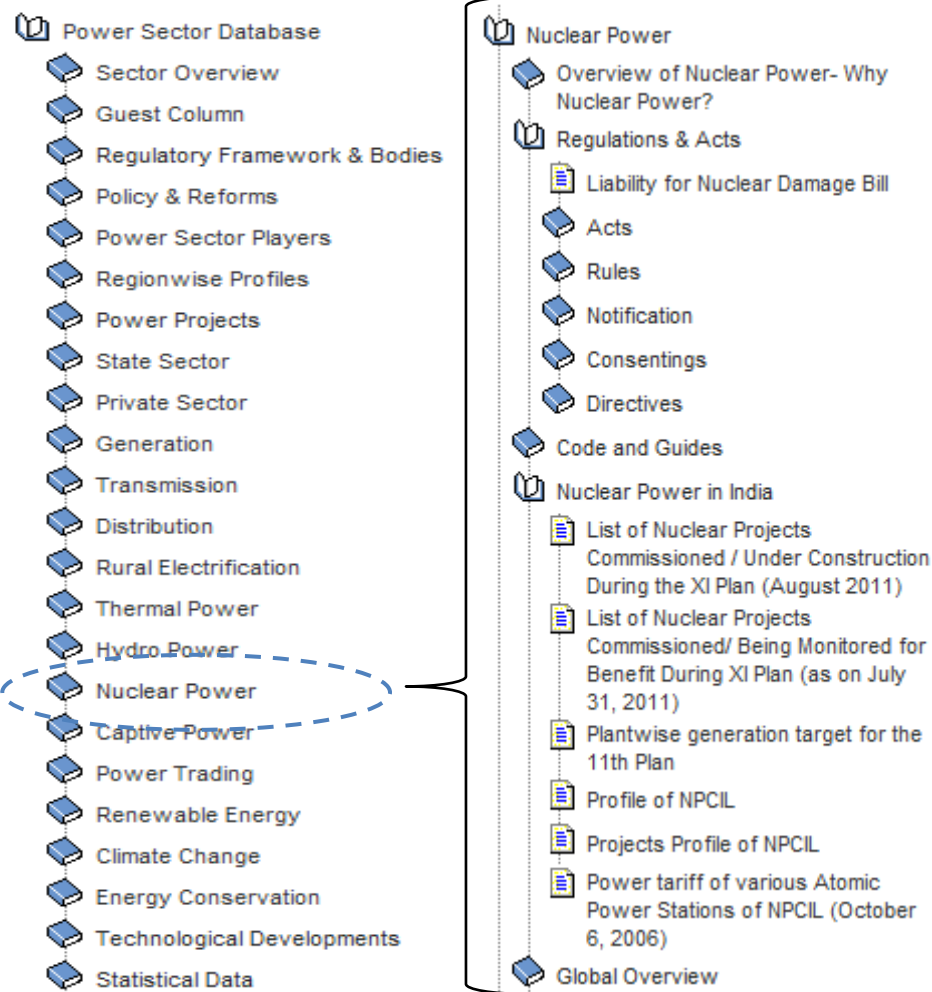 Power Sector Database
Sector Overview
Guest Column
Regulatory Framework & Bodies
Policy & Reforms
Power Sector Players
Regionwise Profiles
Power Projects
State Sector
Private Sector
Generation
Transmission
Distribution
Rural Electrification
Thermal Power
Hydro Power
Nuclear Power
Captive Power
Power Trading
Renewable Energy
Climate Change
Energy Conservation
Technological Developments
Statistical Data
Nuclear Power
Overview of Nuclear Power- Why
Nuclear Power?
Regulations & Acts
Liability for Nuclear Damage Bill
Acts
Rules
Notification
Consentings
Directives
Code and Guides
Nuclear Power in India
List of Nuclear Projects
Commissioned / Under Construction
During the XI Plan (August 2011)
List of Nuclear Projects
Commissioned/ Being Monitored for
Benefit During XI Plan (as on July
31, 2011)
Plantwise generation target for the
11th Plan
Profile of NPCIL
Projects Profile of NPCIL
Power tariff of various Atomic
Power Stations of NPCIL (October
6, 2006)
Global Overview